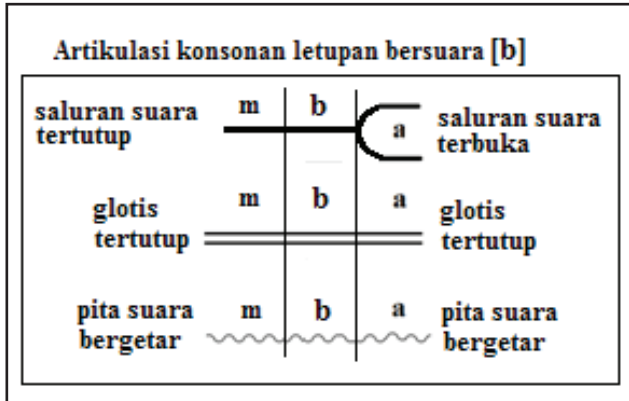 Artikulasi konsonan letupan bersuara [b]
saluran suara tertutup
m b a
saluran suara terbuka
glotis tertutup
m b a
glotis tertutup
pita suara bergetar
m b a
pita suara bergetar